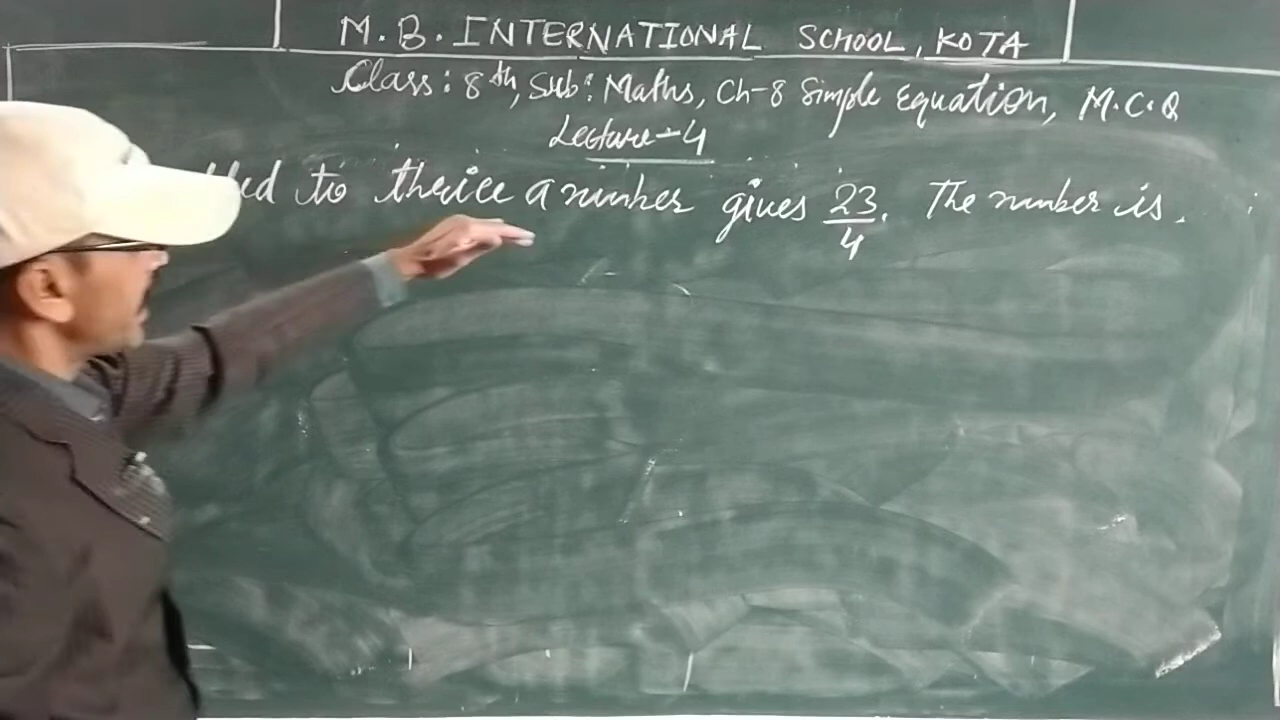 M.B. INTERNATIONAL SCHOOL, KOTA
Class: 8th, Sub: Maths, Ch-8 Simple Equation, M.C.Q
Lecture-4
to thrice a number gives 23/4. The number is.